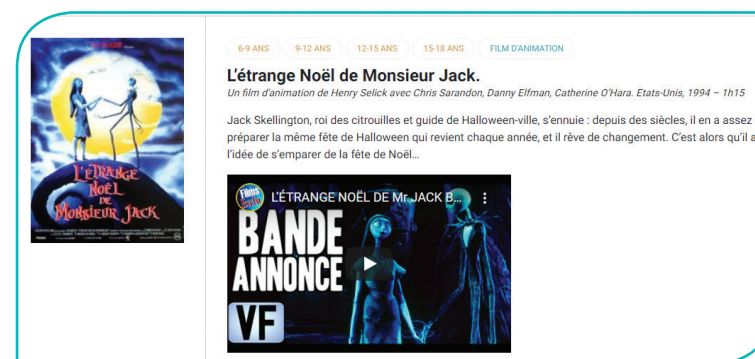 6-9 ANS 9-12 ANS 12-15 ANS 15-18 ANS FILM D'ANIMATION
L'étrange Noël de Monsieur Jack.
Un film d'animation de Henry Selick avec Chris Sarandon, Danny Elfman, Catherine O'Hara. Etats-Unis, 1994 – 1h15
Jack Skellington, roi des citrouilles et guide de Halloween-ville, s'ennuie : depuis des siècles, il en a assez
préparer la même fête de Halloween qui revient chaque année, et il rêve de changement. C'est alors qu'il a
l'idée de s'emparer de la fête de Noël...
L'ÉTRANGE
NOËL
DE
MONSIEUR JACK
Films
L'ÉTRANGE NOËL DE Mr JACK B...
BANDE
ANNONCE
VF